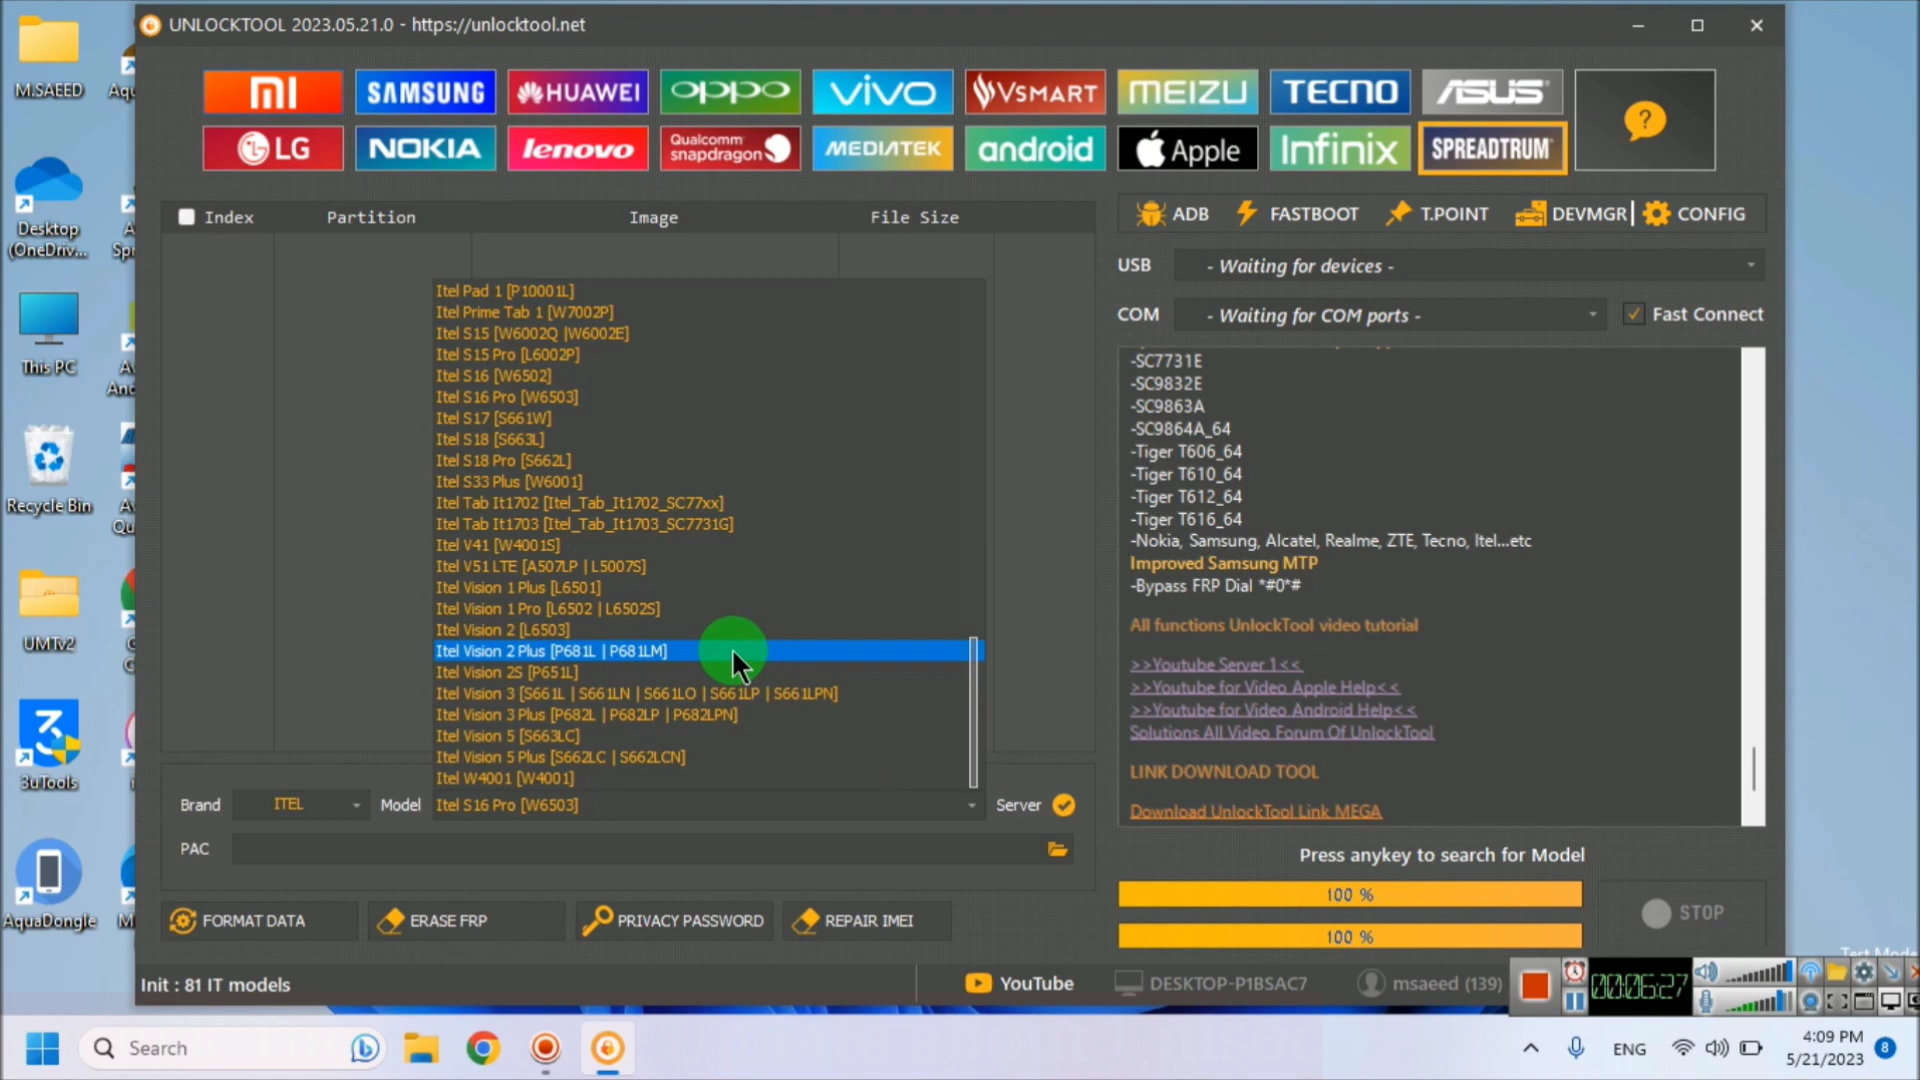 UNLOCKTOOL 2023.05.21.0 - https://unlocktool.net
MI SAMSUNG HUAWEI OPPO vivo VSMART MEIZU TECNO ASUS ?
LG NOKIA lenovo Qualcomm snapdragon MEDIATEK android Apple Infinix SPREADTRUM
M.SAEED
Desktop
(OneDriv...
This PC
Recycle Bin
UMTv2
3uTools
AquaDongle
Index Partition Image File Size
ADB FASTBOOT T.POINT DEVMGR CONFIG
USB - Waiting for devices -
COM - Waiting for COM ports - Fast Connect
Itel Pad 1 [P10001L]
Itel Prime Tab 1 [W7002P]
Itel S15 [W6002Q |W6002E]
Itel S15 Pro [L6002P]
Itel S16 [W6502]
Itel S16 Pro [W6503]
Itel S17 [S661W]
Itel S18 [S663L]
Itel S18 Pro [S662L]
Itel S33 Plus [W6001]
Itel Tab It1702 [Itel_Tab_It1702_SC77xx]
Itel Tab It1703 [Itel_Tab_It1703_SC7731G]
Itel V41 [W4001S]
Itel V51 LTE [A507LP | L5007S]
Itel Vision 1 Plus [L6501]
Itel Vision 1 Pro [L6502 | L6502S]
Itel Vision 2 [L6503]
Itel Vision 2 Plus [P681L | P681LM]
Itel Vision 2S [P651L]
Itel Vision 3 [S661L | S661LN | S661LO | S661LP | S661LPN]
Itel Vision 3 Plus [P682L | P682LP | P682LPN]
Itel Vision 5 [S663LC]
Itel Vision 5 Plus [S662LC | S662LCN]
Itel W4001 [W4001]
Brand ITEL Model Itel S16 Pro [W6503] Server
PAC
FORMAT DATA ERASE FRP PRIVACY PASSWORD REPAIR IMEI
-SC7731E
-SC9832E
-SC9863A
-SC9864A_64
-Tiger T606_64
-Tiger T610_64
-Tiger T612_64
-Tiger T616_64
-Nokia, Samsung, Alcatel, Realme, ZTE, Tecno, Itel...etc
Improved Samsung MTP
-Bypass FRP Dial *#0*#
All functions UnlockTool video tutorial
>>Youtube Server 1<<
>>Youtube for Video Apple Help<<
>>Youtube for Video Android Help<<
Solutions All Video Forum Of UnlockTool
LINK DOWNLOAD TOOL
Download UnlockTool Link MEGA
Press anykey to search for Model
100 %
100 %
STOP
Init : 81 IT models YouTube DESKTOP-P1BSAC7 msaeed (139)
00:06:27
Search
ENG
4:09 PM
5/21/2023
8